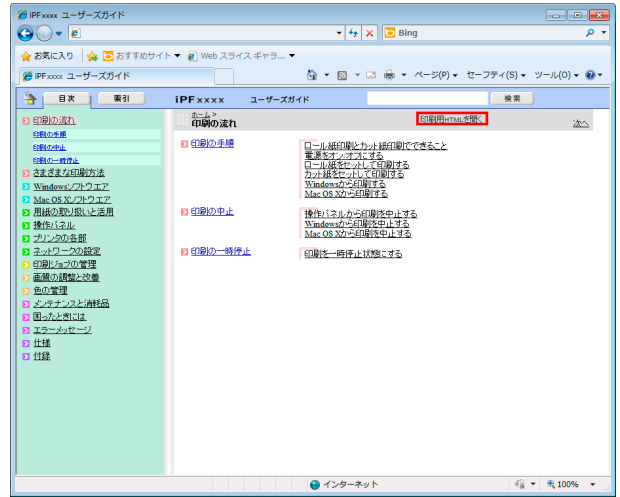 iPFxxxx ユーザーズガイド
Bing
お気に入り おすすめサイト Web スライス ギャラ...
iPFxxxx ユーザーズガイド
ページ(P) セーフティ(S) ツール(O)
目次 索引 iPFxxxx ユーザーズガイド 検索
ホーム>
印刷の流れ 印刷用HTMLを開く 次へ
印刷の流れ
印刷の手順
印刷の中止
印刷の一時停止
さまざまな印刷方法
Windowsソフトウエア
Mac OS Xソフトウエア
用紙の取り扱いと活用
操作パネル
プリンタの各部
ネットワークの設定
印刷ジョブの管理
画質の調整と改善
色の管理
メンテナンスと消耗品
困ったときには
エラーメッセージ
仕様
付録
印刷の手順
ロール紙印刷とカット紙印刷でできること
電源をオン/オフにする
ロール紙をセットして印刷する
カット紙をセットして印刷する
Windowsから印刷する
Mac OS Xから印刷する
印刷の中止
操作パネルから印刷を中止する
Windowsから印刷を中止する
Mac OS Xから印刷を中止する
印刷の一時停止
印刷を一時停止状態にする
インターネット 100%